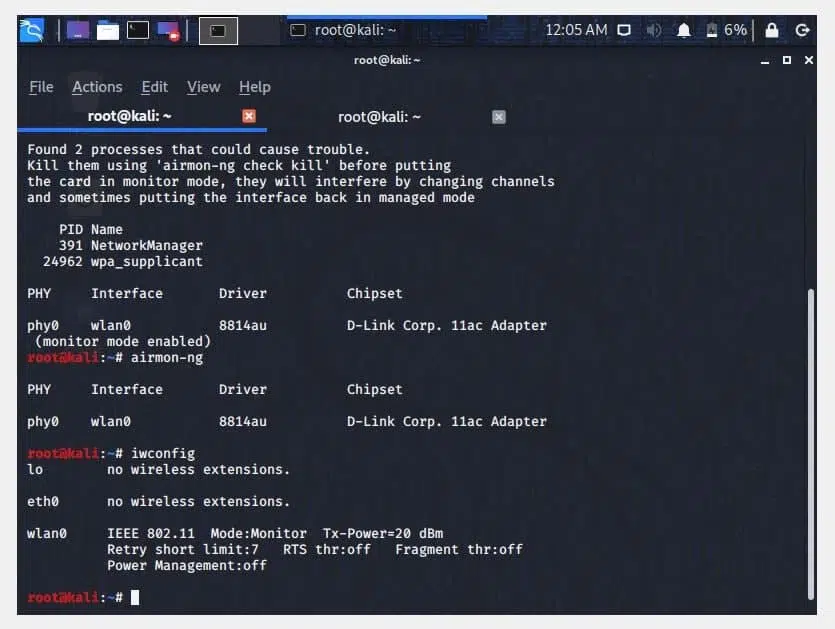 root@kali: ~
12:05 AM
6%
root@kali:~
File Actions Edit View Help
root@kali: ~
root@kali: ~
Found 2 processes that could cause trouble.
Kill them using 'airmon-ng check kill' before putting
the card in monitor mode, they will interfere by changing channels
and sometimes putting the interface back in managed mode
PID Name
391 NetworkManager
24962 wpa_supplicant
PHY Interface Driver Chipset
phy0 wlan0 8814au D-Link Corp. 11ac Adapter
(monitor mode enabled)
root@kali:~# airmon-ng
PHY Interface Driver Chipset
phy0 wlan0 8814au D-Link Corp. 11ac Adapter
root@kali:~# iwconfig
lo no wireless extensions.
eth0 no wireless extensions.
wlan0 IEEE 802.11 Mode:Monitor Tx-Power=20 dBm
Retry short limit:7 RTS thr:off Fragment thr:off
Power Management:off
root@kali:~#